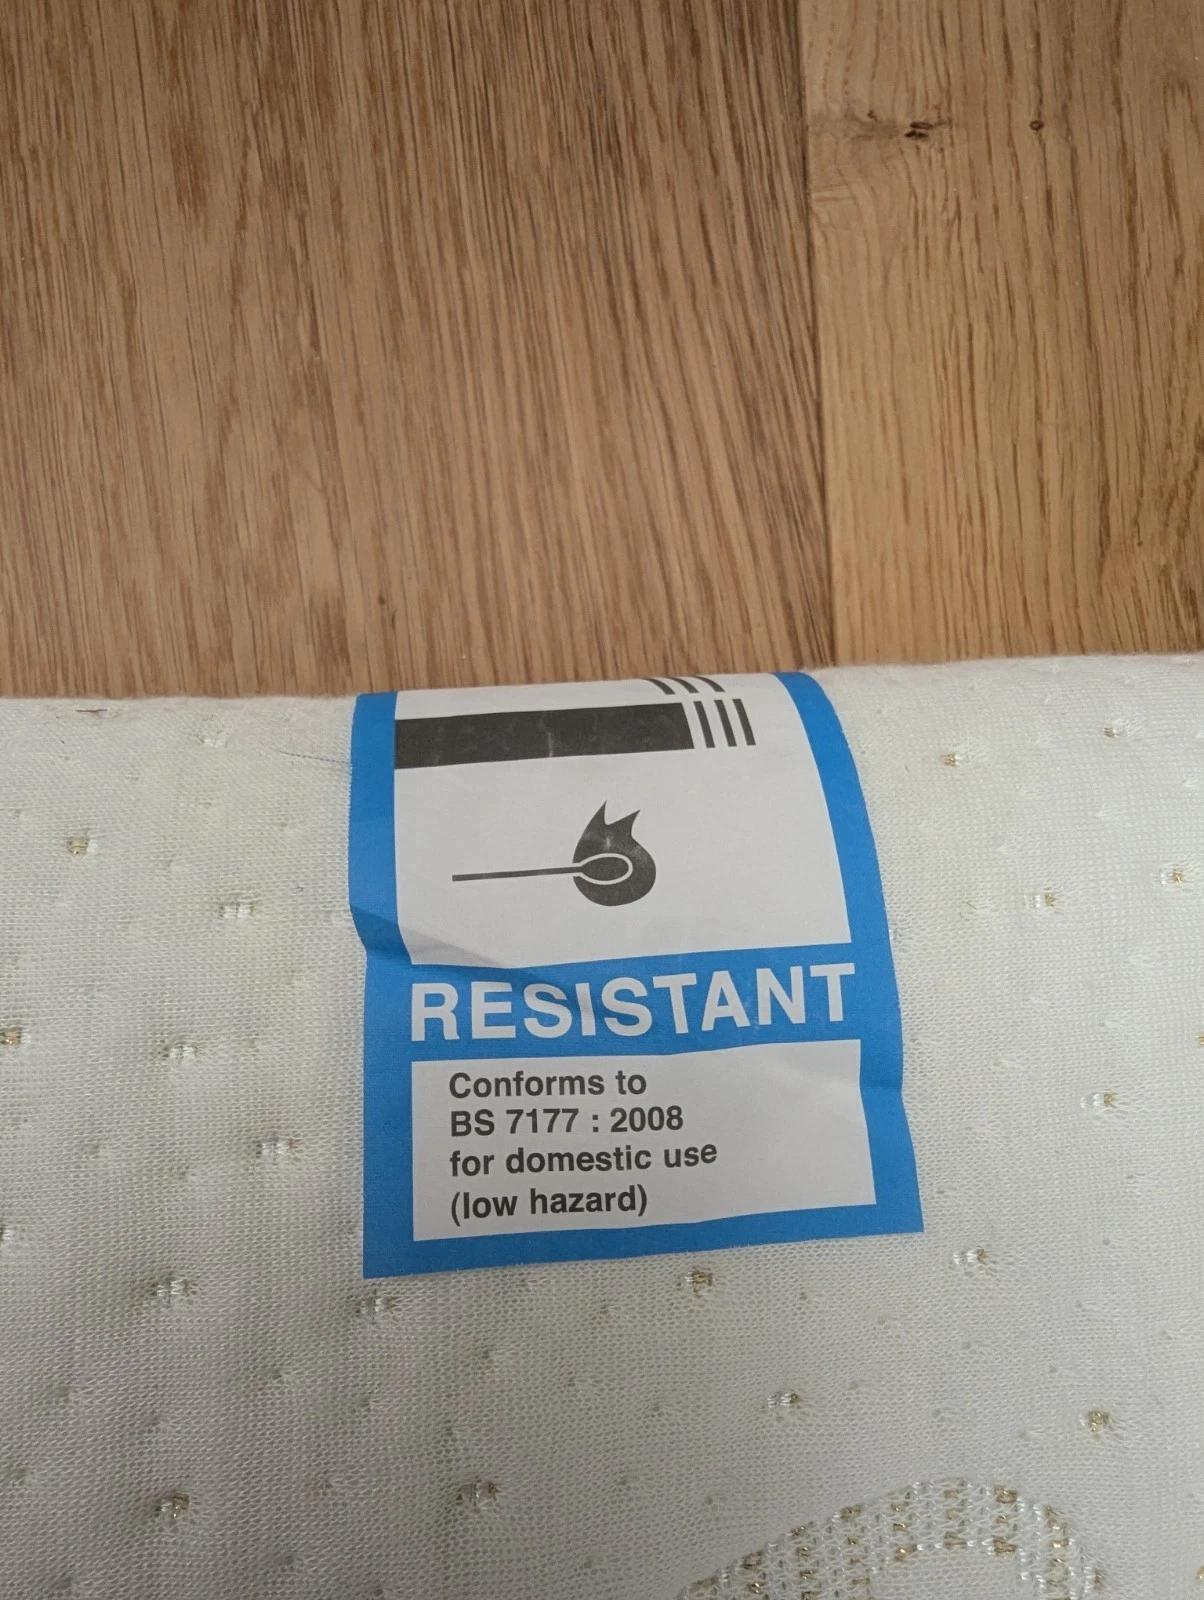 RESISTANT
Conforms to
BS 7177 : 2008
for domestic use
(low hazard)